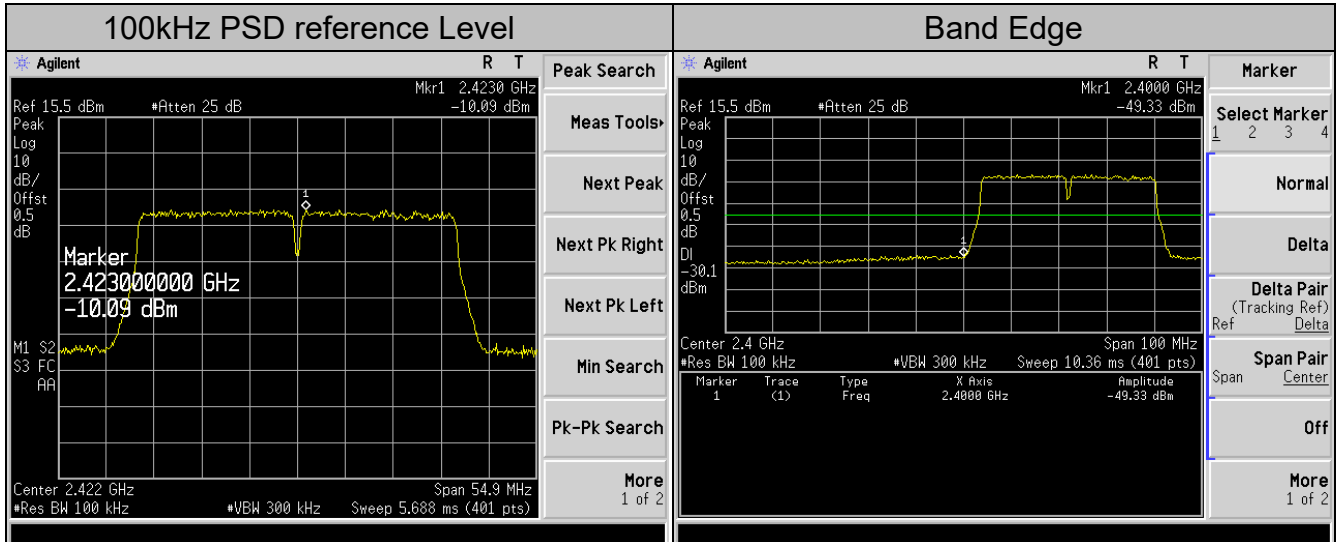 100kHz PSD reference Level
Agilent R T
Mkr1 2.4230 GHz
Ref 15.5 dBm #Atten 25 dB -10.09 dBm
Peak
Log
10
dB/
Offst
0.5
dB
1
Marker
2.423000000 GHz
-10.09 dBm
M1 S2
S3 FC
AA
Center 2.422 GHz Span 54.9 MHz
#Res BW 100 kHz #VBW 300 kHz Sweep 5.688 ms (401 pts)
Peak Search
Meas Tools
Next Peak
Next Pk Right
Next Pk Left
Min Search
Pk-Pk Search
More
1 of 2
Band Edge
Agilent R T
Mkr1 2.4000 GHz
Ref 15.5 dBm #Atten 25 dB -49.33 dBm
Peak
Log
10
dB/
Offst
0.5
dB
DI
-30.1
dBm
1
Center 2.4 GHz Span 100 MHz
#Res BW 100 kHz #VBW 300 kHz Sweep 10.36 ms (401 pts)
Marker Trace Type X Axis Amplitude
1 (1) Freq 2.4000 GHz -49.33 dBm
Marker
Select Marker
1 2 3 4
Normal
Delta
Delta Pair
(Tracking Ref)
Ref Delta
Span Pair
Span Center
Off
More
1 of 2